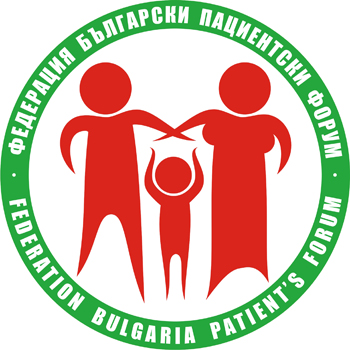 ФЕДЕРАЦИЯ БЪЛГАРСКИ ПАЦИЕНТСКИ ФОРУМ
FEDERATION BULGARIA PATIENT'S FORUM